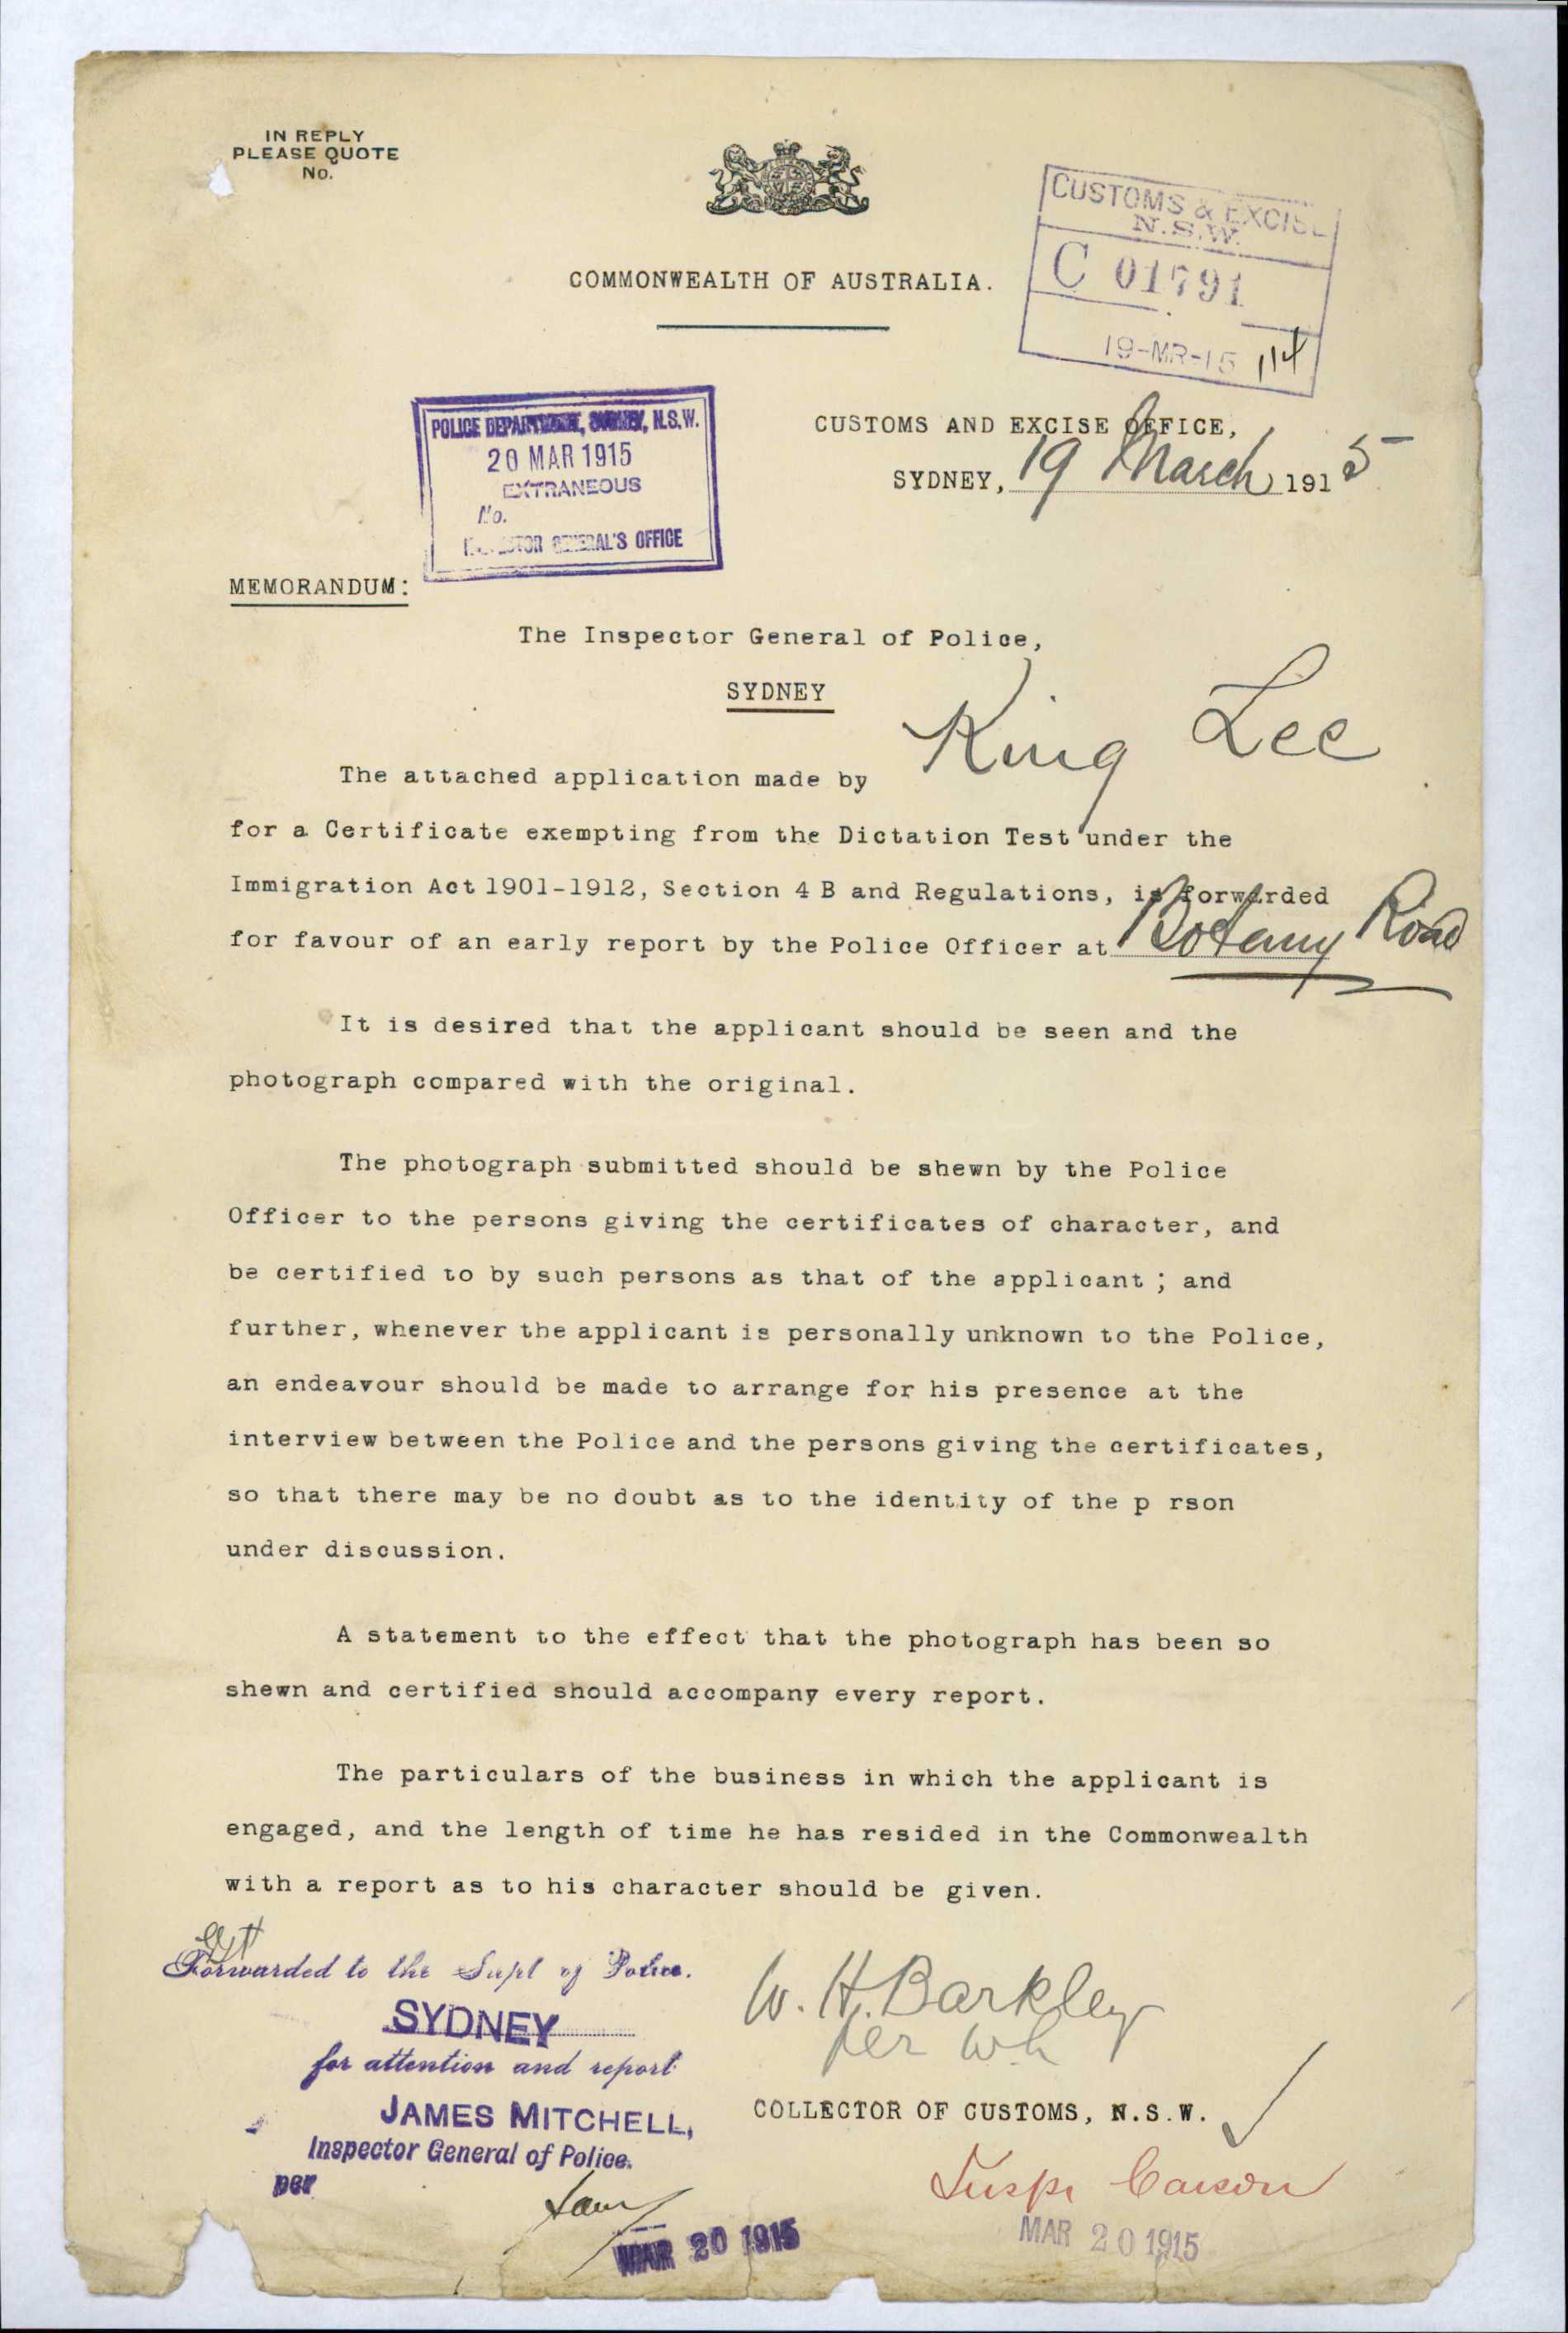 IN REPLY
PLEASE QUOTE
No.
CUSTOMS & EXCISE
N.S.W.
C 01791
19-MR-15 114
COMMONWEALTH OF AUSTRALIA.
POLICE DEPARTMENT, SYDNEY, N.S.W.
20 MAR 1915
EXTRANEOUS
No.
INSPECTOR GENERAL'S OFFICE
CUSTOMS AND EXCISE OFFICE,
SYDNEY, 19 March 1915
MEMORANDUM:
The Inspector General of Police,
SYDNEY
The attached application made by King Lee
for a Certificate exempting from the Dictation Test under the
Immigration Act 1901-1912, Section 4 B and Regulations, is forwarded
for favour of an early report by the Police Officer at Botany Road
It is desired that the applicant should be seen and the
photograph compared with the original.
The photograph submitted should be shewn by the Police
Officer to the persons giving the certificates of character, and
be certified to by such persons as that of the applicant ; and
further, whenever the applicant is personally unknown to the Police,
an endeavour should be made to arrange for his presence at the
interview between the Police and the persons giving the certificates,
so that there may be no doubt as to the identity of the p rson
under discussion.
A statement to the effect that the photograph has been so
shewn and certified should accompany every report.
The particulars of the business in which the applicant is
engaged, and the length of time he has resided in the Commonwealth
with a report as to his character should be given.
Forwarded to the Supt of Police.
SYDNEY
for attention and report
JAMES MITCHELL,
Inspector General of Police.
per
MAR 20 1915
W. H. Barkley
per
COLLECTOR OF CUSTOMS, N.S.W.
MAR 20 1915